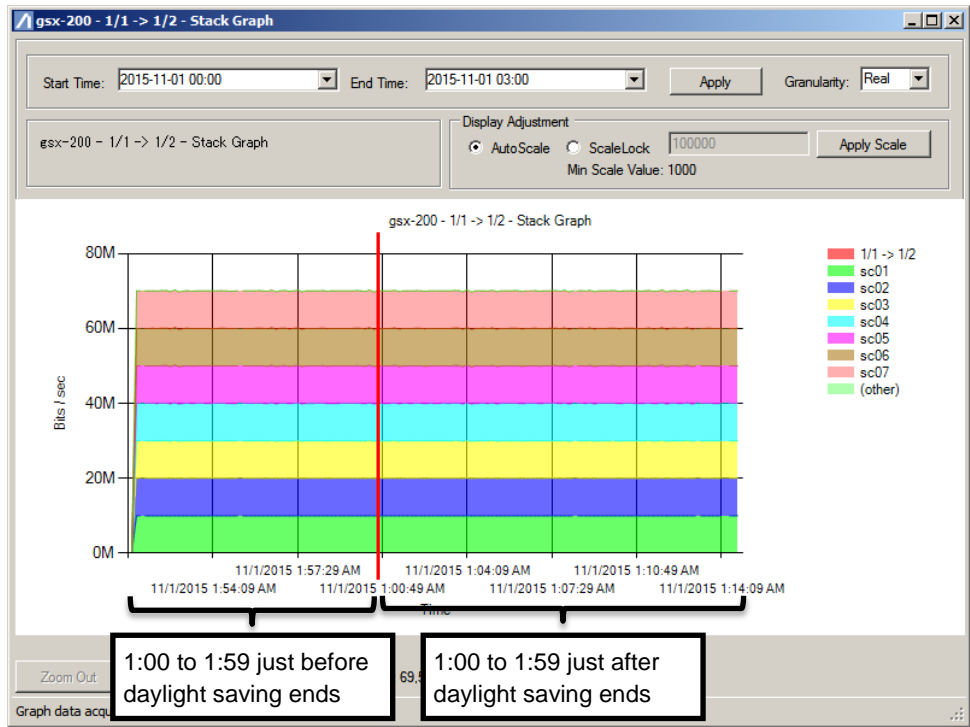 gsx-200 - 1/1 -> 1/2 - Stack Graph
Start Time: 2015-11-01 00:00 End Time: 2015-11-01 03:00 Apply Granularity: Real
gsx-200 - 1/1 -> 1/2 - Stack Graph
Display Adjustment
AutoScale ScaleLock 100000 Apply Scale
Min Scale Value: 1000
gsx-200 - 1/1 -> 1/2 - Stack Graph
80M
60M
40M
20M
0M
Bits / sec
1/1 -> 1/2
sc01
sc02
sc03
sc04
sc05
sc06
sc07
(other)
11/1/2015 1:57:29 AM 11/1/2015 1:04:09 AM 11/1/2015 1:10:49 AM
11/1/2015 1:54:09 AM 11/1/2015 1:00:49 AM 11/1/2015 1:07:29 AM 11/1/2015 1:14:09 AM
Time
1:00 to 1:59 just before
daylight saving ends
1:00 to 1:59 just after
daylight saving ends
Zoom Out
Graph data